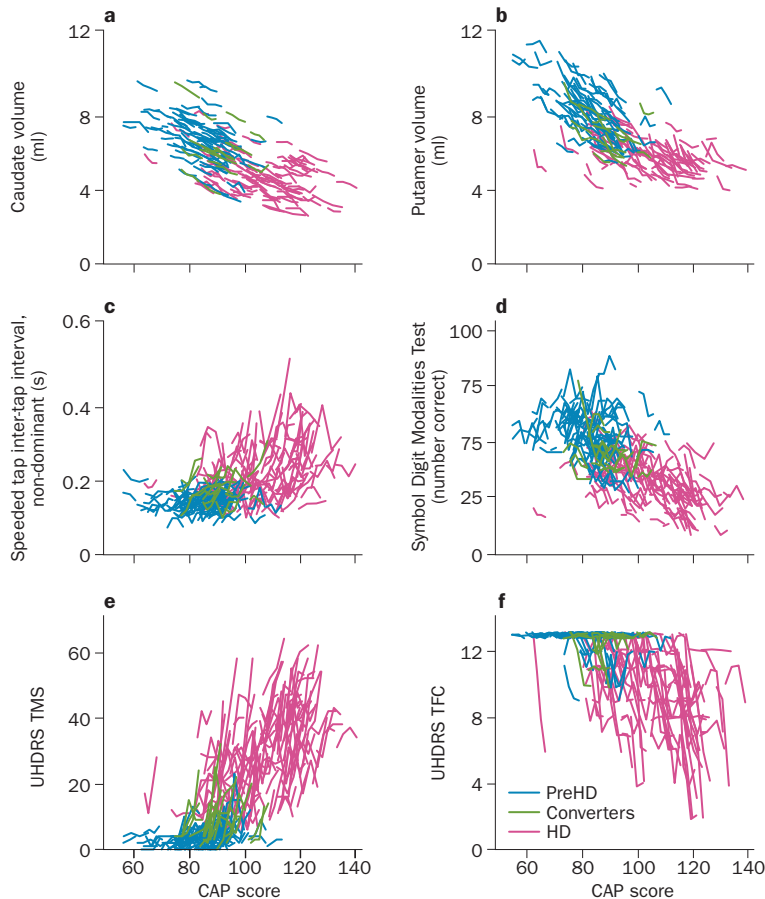 a
12
8
4
0
Caudate volume
(ml)
b
12
8
4
0
Putamer volume
(ml)
c
0.6
0.4
0.2
0
Speeded tap inter-tap interval,
non-dominant (s)
d
100
75
75
25
0
Symbol Digit Modalities Test
(number correct)
e
60
40
20
0
UHDRS TMS
60 80 100 120 140
CAP score
f
12
8
4
0
UHDRS TFC
PreHD
Converters
HD
60 80 100 120 140
CAP score